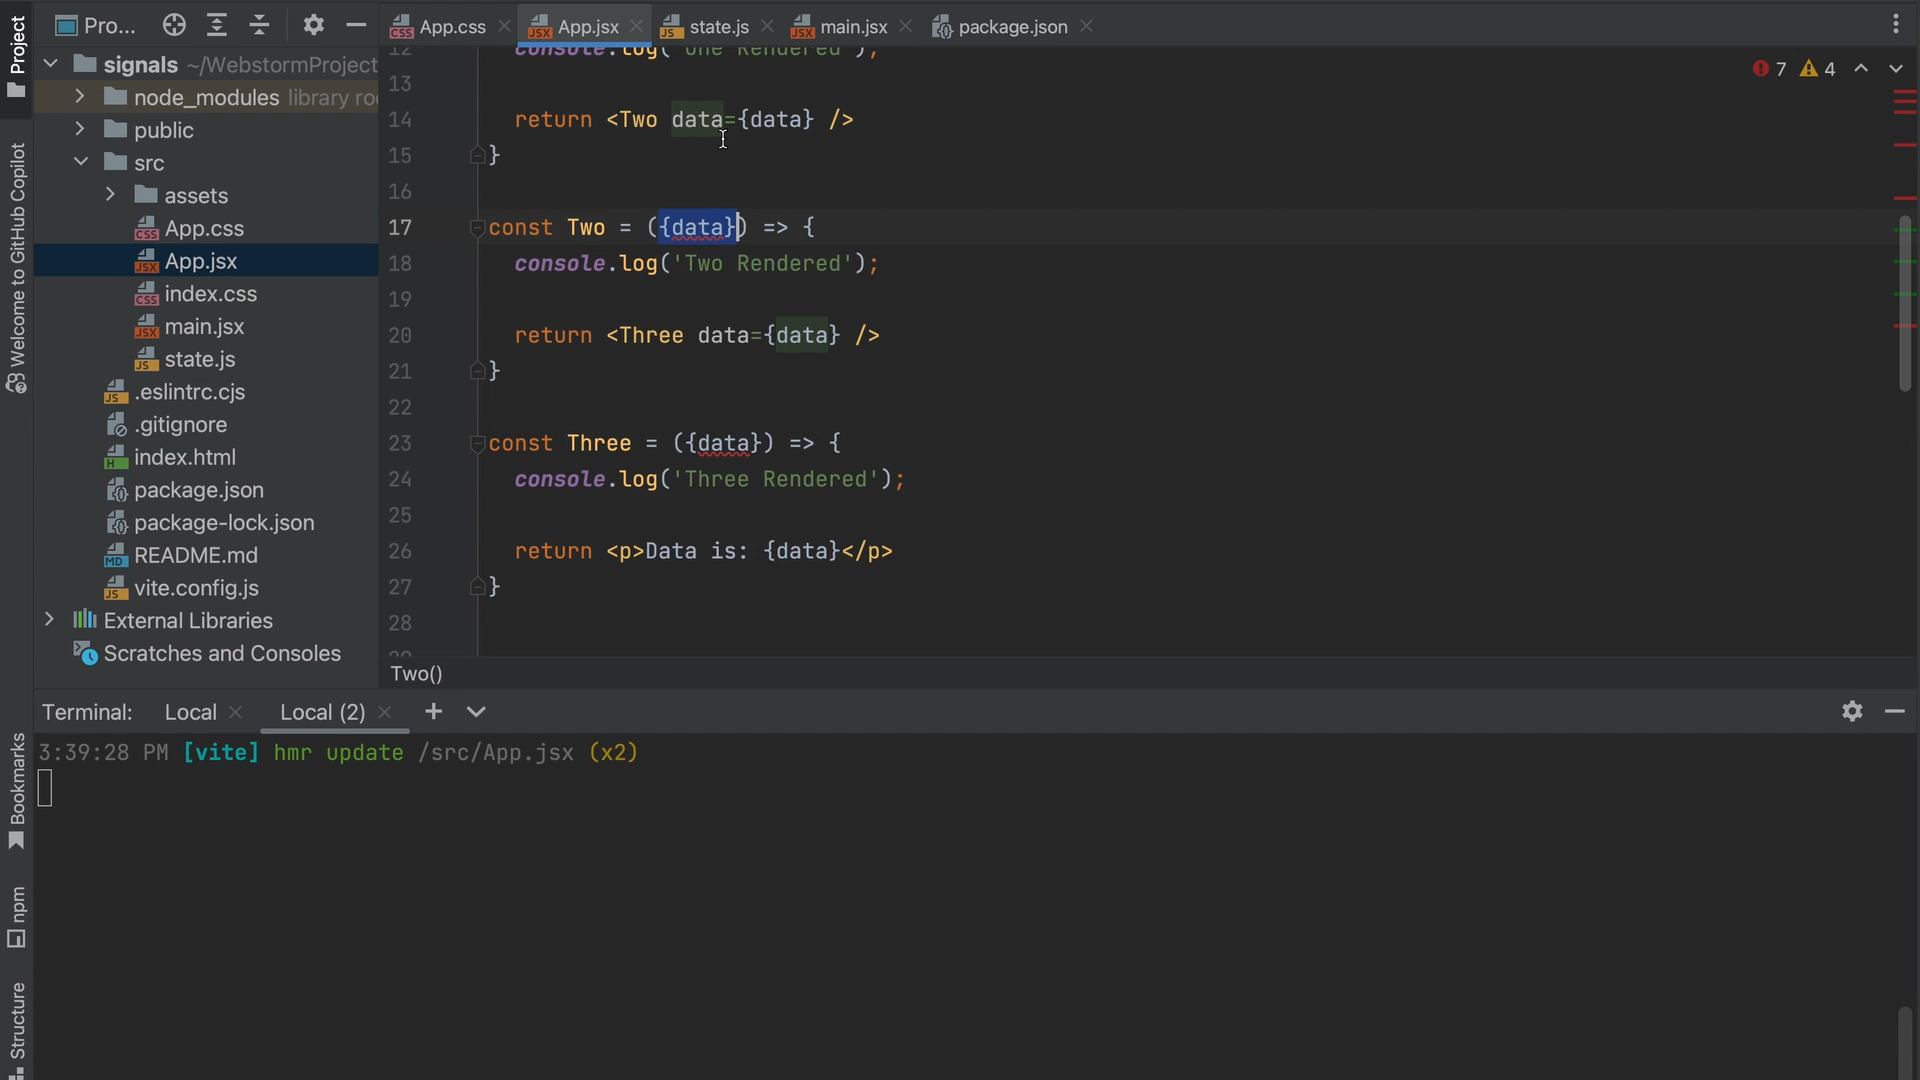 Project
Welcome to GitHub Copilot
Bookmarks
npm
Structure
Pro...
App.css
App.jsx
state.js
main.jsx
package.json
signals ~/WebstormProject
node_modules library roo
public
src
assets
App.css
App.jsx
index.css
main.jsx
state.js
.eslintrc.cjs
.gitignore
index.html
package.json
package-lock.json
README.md
vite.config.js
External Libraries
Scratches and Consoles
7 4
12 console.log('One Rendered');
13
14 return <Two data={data} />
15 }
16
17 const Two = ({data}) => {
18 console.log('Two Rendered');
19
20 return <Three data={data} />
21 }
22
23 const Three = ({data}) => {
24 console.log('Three Rendered');
25
26 return <p>Data is: {data}</p>
27 }
28
Two()
Terminal: Local Local (2)
3:39:28 PM [vite] hmr update /src/App.jsx (x2)